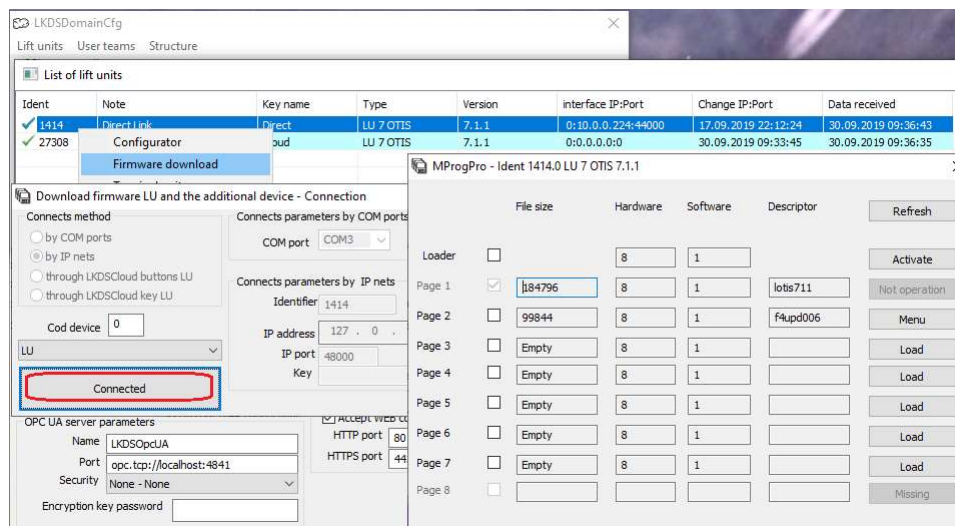 LKDSDomainCfg
Lift units User teams Structure
List of lift units
Ident Note Key name Type Version interface IP:Port Change IP:Port Data received
1414 Direct Link Direct LU 7 OTIS 7.1.1 0:10.0.0.224:44000 17.09.2019 22:12:24 30.09.2019 09:36:43
27308 oud LU 7 OTIS 7.1.1 0:0.0.0.0:0 30.09.2019 09:33:45 30.09.2019 09:36:35
Configurator
Firmware download
Download firmware LU and the additional device - Connection
Connects method
by COM ports
by IP nets
through LKDSCloud buttons LU
through LKDSCloud key LU
Cod device 0
LU
Connected
Connects parameters by COM ports
COM port COM3
Connects parameters by IP nets
Identifier 1414
IP address 127 . 0 .
IP port 48000
Key
OPC UA server parameters
Name LKDSOpcUA
Port opc.tcp://localhost:4841
Security None - None
Encryption key password
Accept WEB co
HTTP port 80
HTTPS port 44
MProgPro - Ident 1414.0 LU 7 OTIS 7.1.1
File size Hardware Software Descriptor Refresh
Loader 8 1 Activate
Page 1 184796 8 1 lotis711 Not operation
Page 2 99844 8 1 f4upd006 Menu
Page 3 Empty 8 1 Load
Page 4 Empty 8 1 Load
Page 5 Empty 8 1 Load
Page 6 Empty 8 1 Load
Page 7 Empty 8 1 Load
Page 8 Missing